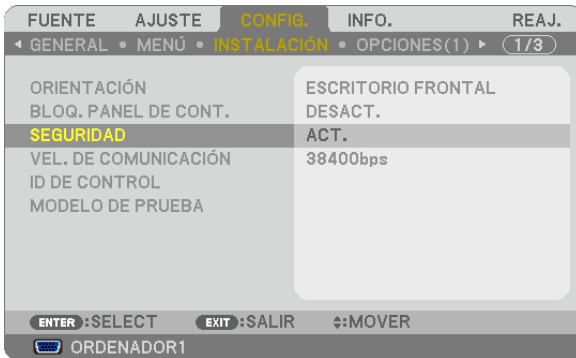 FUENTE AJUSTE CONFIG. INFO. REAJ.
◄ GENERAL • MENÚ • INSTALACIÓN • OPCIONES(1) ► 1/3
ORIENTACIÓN ESCRITORIO FRONTAL
BLOQ. PANEL DE CONT. DESACT.
SEGURIDAD ACT.
VEL. DE COMUNICACIÓN 38400bps
ID DE CONTROL
MODELO DE PRUEBA
ENTER :SELECT EXIT :SALIR :MOVER
ORDENADOR1